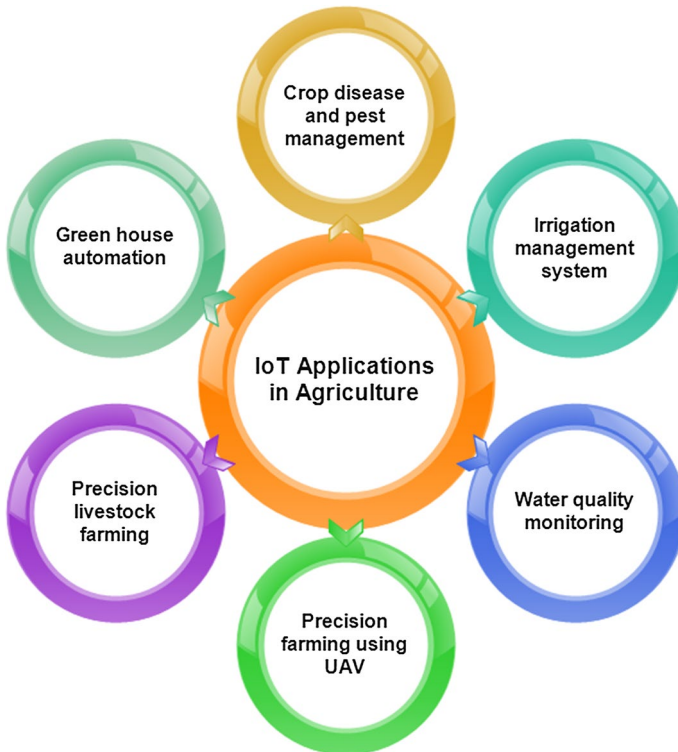 Crop disease
and pest
management
Irrigation
management
system
Water quality
monitoring
Precision
farming using
UAV
Precision
livestock
farming
Green house
automation
IoT Applications
in Agriculture